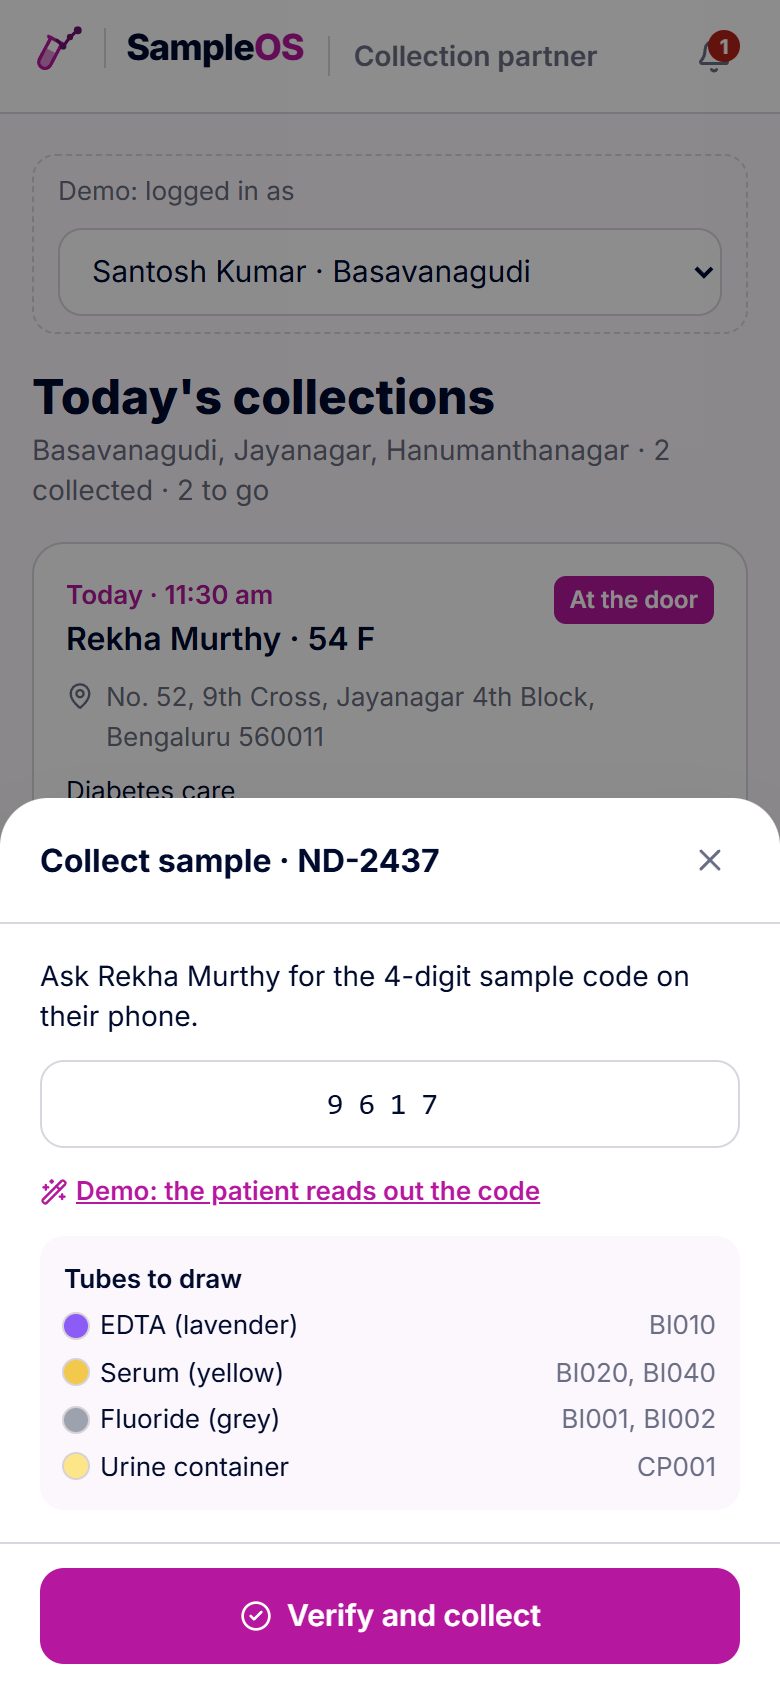 SampleOS
Collection partner
1
Demo: logged in as
Santosh Kumar · Basavanagudi
Today's collections
Basavanagudi, Jayanagar, Hanumanthanagar · 2
collected · 2 to go
Today · 11:30 am
At the door
Rekha Murthy · 54 F
No. 52, 9th Cross, Jayanagar 4th Block,
Bengaluru 560011
Diabetes care
Collect sample · ND-2437
Ask Rekha Murthy for the 4-digit sample code on
their phone.
9 6 1 7
Demo: the patient reads out the code
Tubes to draw
EDTA (lavender) BI010
Serum (yellow) BI020, BI040
Fluoride (grey) BI001, BI002
Urine container CP001
Verify and collect